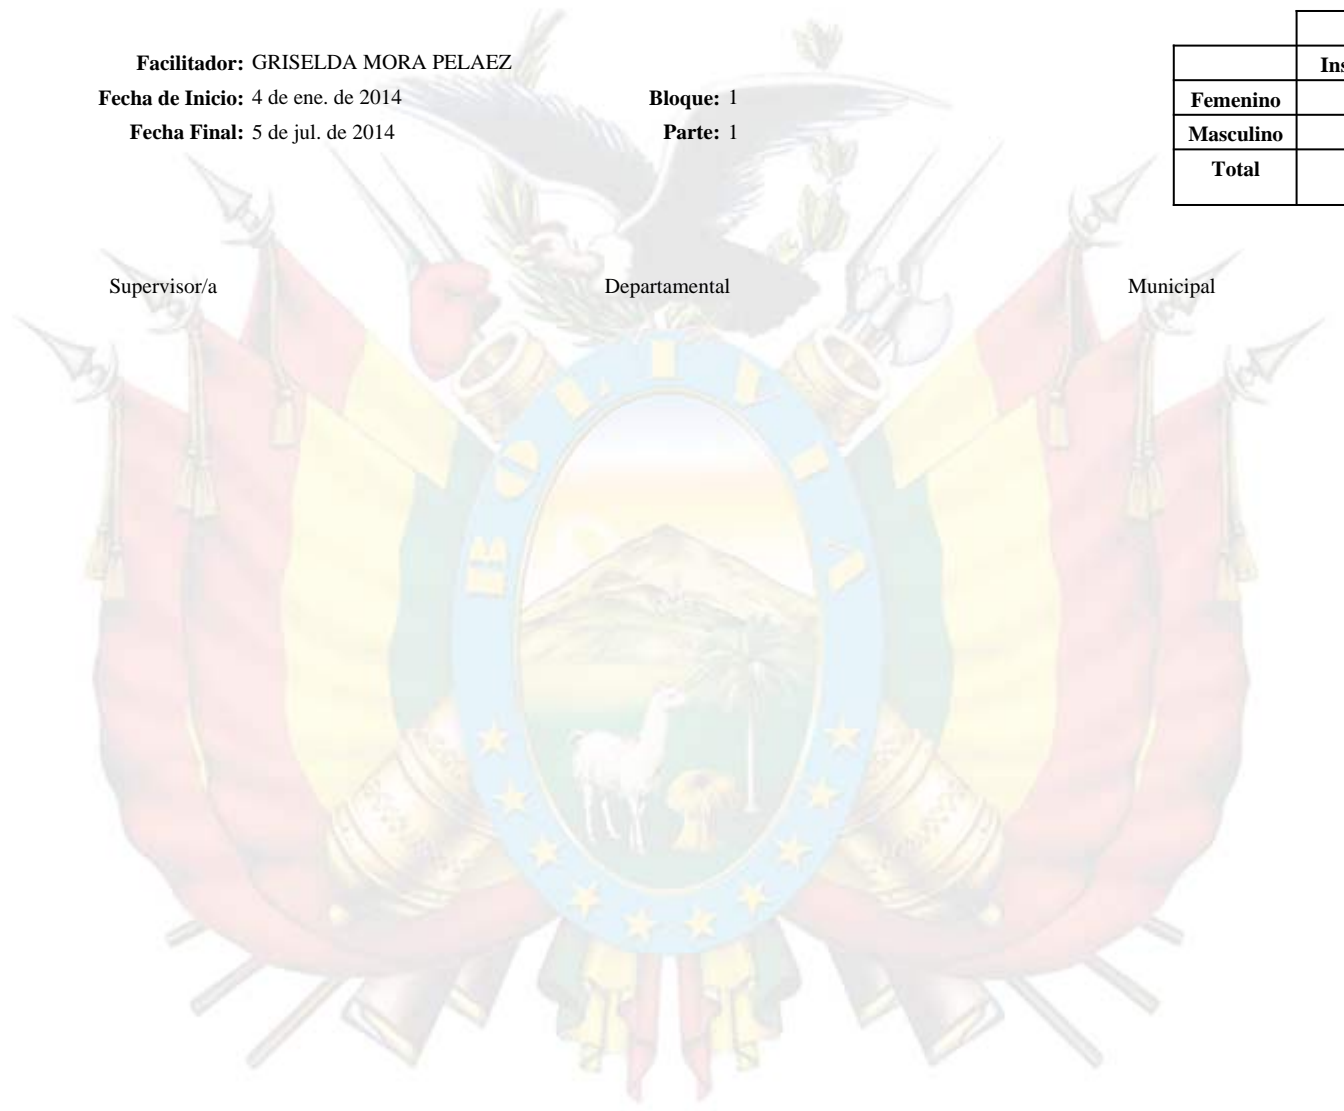 Facilitador: GRISELDA MORA PELAEZ
Fecha de Inicio: 4 de ene. de 2014 Bloque: 1
Fecha Final: 5 de jul. de 2014 Parte: 1
Femenino
Masculino
Total
Supervisor/a Departamental Municipal
BOLIVIA